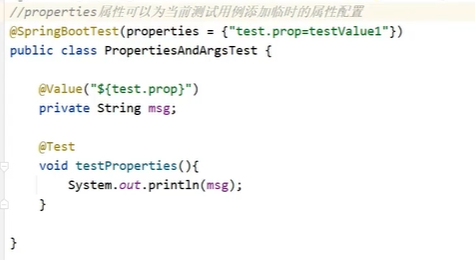 //properties属性可以为当前测试用例添加临时的属性配置
@SpringBootTest(properties = {"test.prop=testValue1"})
public class PropertiesAndArgsTest {
@Value("${test.prop}")
private String msg;
@Test
void testProperties(){
System.out.println(msg);
}
}